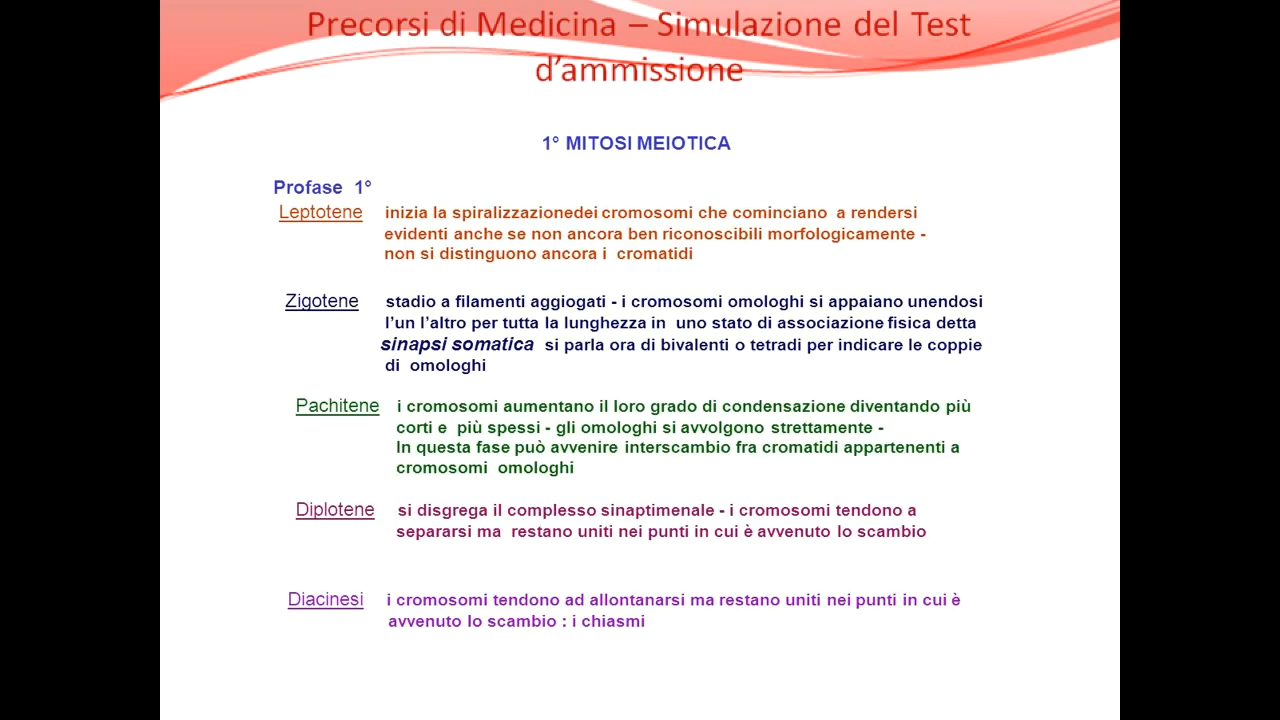 Precorsi di Medicina – Simulazione del Test
d'ammissione
1° MITOSI MEIOTICA
Profase 1°
Leptotene inizia la spiralizzazionedei cromosomi che cominciano a rendersi
evidenti anche se non ancora ben riconoscibili morfologicamente -
non si distinguono ancora i cromatidi
Zigotene stadio a filamenti aggiogati - i cromosomi omologhi si appaiano unendosi
l'un l'altro per tutta la lunghezza in uno stato di associazione fisica detta
sinapsi somatica si parla ora di bivalenti o tetradi per indicare le coppie
di omologhi
Pachitene i cromosomi aumentano il loro grado di condensazione diventando più
corti e più spessi - gli omologhi si avvolgono strettamente -
In questa fase può avvenire interscambio fra cromatidi appartenenti a
cromosomi omologhi
Diplotene si disgrega il complesso sinaptimenale - i cromosomi tendono a
separarsi ma restano uniti nei punti in cui è avvenuto lo scambio
Diacinesi i cromosomi tendono ad allontanarsi ma restano uniti nei punti in cui è
avvenuto lo scambio : i chiasmi